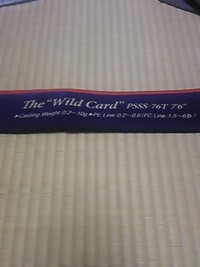 The "Wild Card" PSSS-76T 7'6"
▶Casting Weight:0.2~10g ▶PE Line:0.2~0.6 (FC Line:1.5~6lb.)